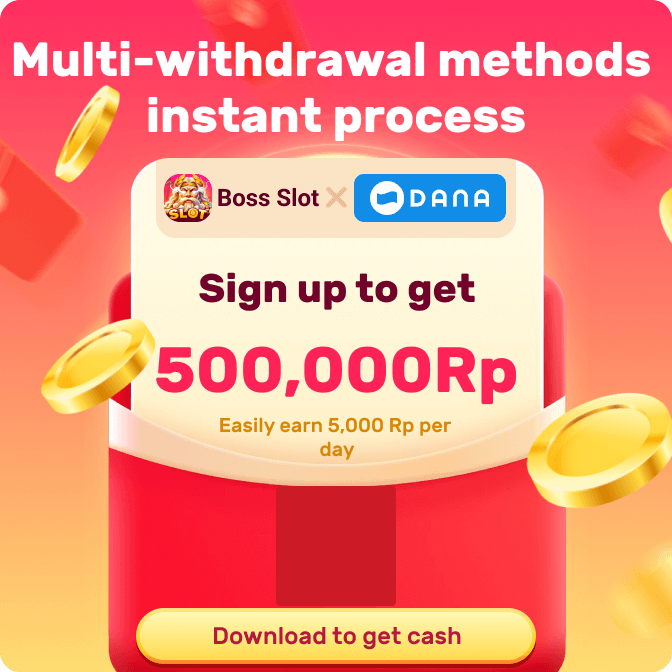 Multi-withdrawal methods
instant process
SLOT
Boss Slot
DANA
Sign up to get
500,000Rp
Easily earn 5,000 Rp per
day
Download to get cash